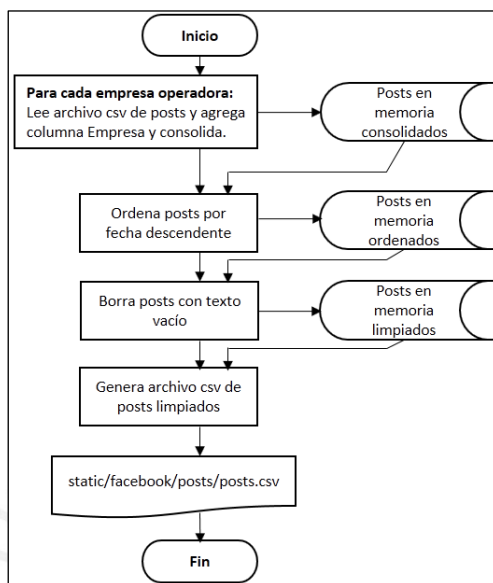 Inicio
Para cada empresa operadora:
Lee archivo csv de posts y agrega
columna Empresa y consolida.
Posts en
memoria
consolidados
Ordena posts por
fecha descendente
Posts en
memoria
ordenados
Borra posts con texto
vacío
Posts en
memoria
limpiados
Genera archivo csv de
posts limpiados
static/facebook/posts/posts.csv
Fin